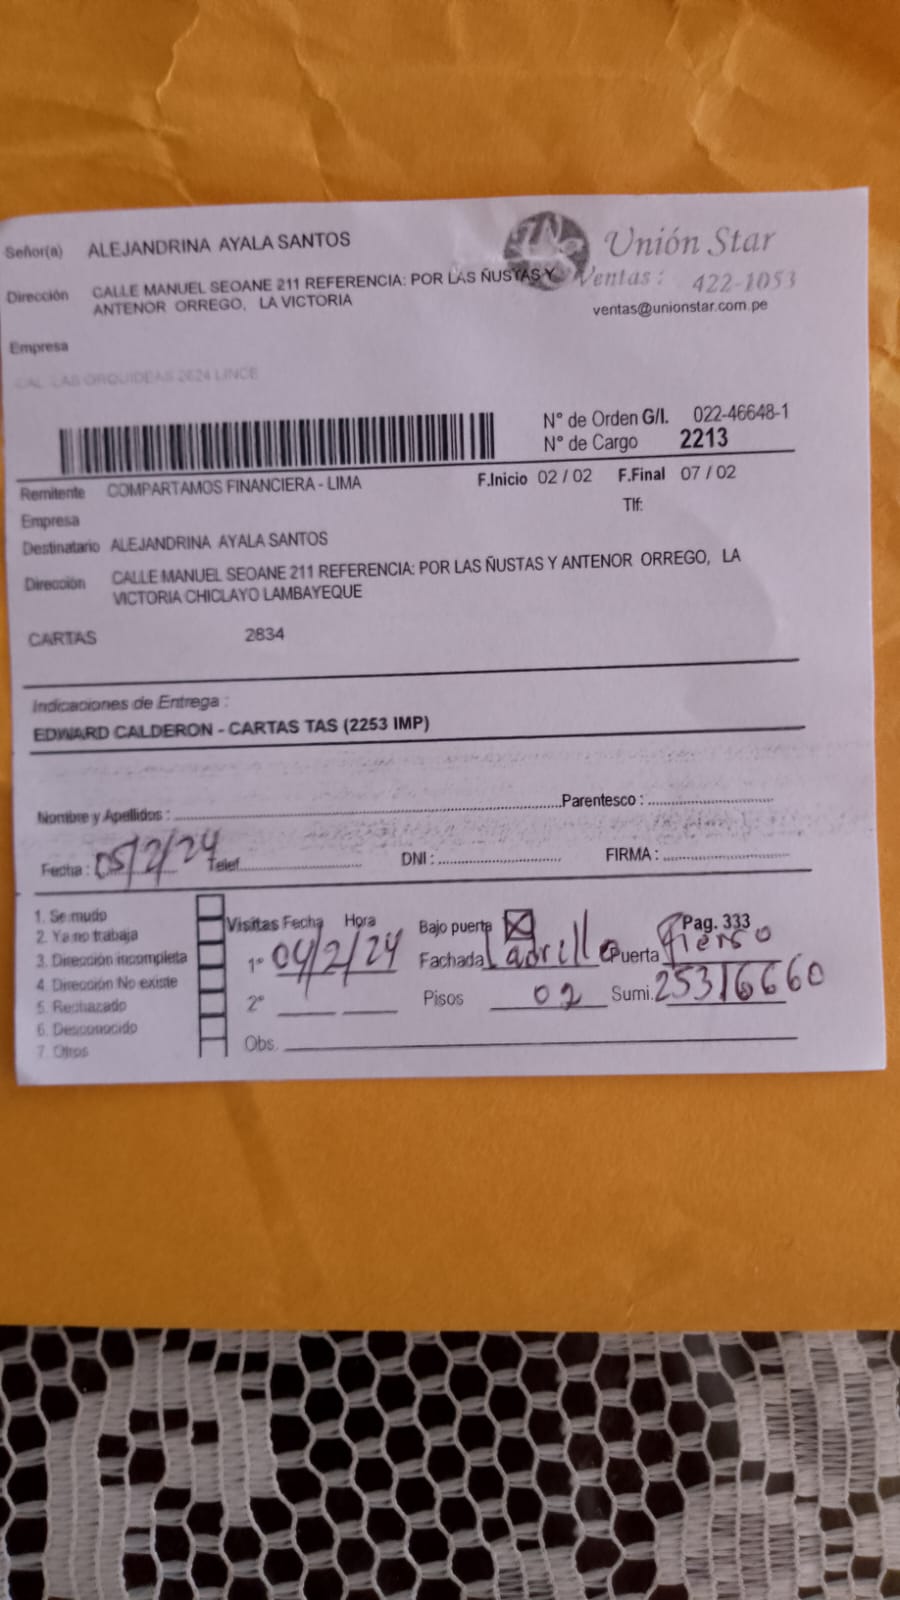 Señor(a) ALEJANDRINA AYALA SANTOS
Unión Star
Dirección CALLE MANUEL SEOANE 211 REFERENCIA: POR LAS ÑUSTAS Y
ANTENOR ORREGO, LA VICTORIA
Ventas: 422-1053
ventas@unionstar.com.pe
Empresa
CAL. LAS ORQUIDEAS 2624 LINCE
N° de Orden G/I. 022-46648-1
N° de Cargo 2213
Remitente COMPARTAMOS FINANCIERA - LIMA F.Inicio 02 / 02 F.Final 07 / 02
Empresa Tlf:
Destinatario ALEJANDRINA AYALA SANTOS
Dirección CALLE MANUEL SEOANE 211 REFERENCIA: POR LAS ÑUSTAS Y ANTENOR ORREGO, LA
VICTORIA CHICLAYO LAMBAYEQUE
CARTAS 2834
Indicaciones de Entrega :
EDWARD CALDERON - CARTAS TAS (2253 IMP)
Nombre y Apellidos : Parentesco :
Fecha : 05/2/24 Telef. DNI : FIRMA :
1. Se mudo
2. Ya no trabaja
3. Dirección incompleta
4. Dirección No existe
5. Rechazado
6. Desconocido
7. Otros
Visitas Fecha Hora Bajo puerta Pag. 333
1° 04/2/24 Fachada Ladrillo Puerta fierro
2° Pisos 02 Sumi. 25316660
Obs.